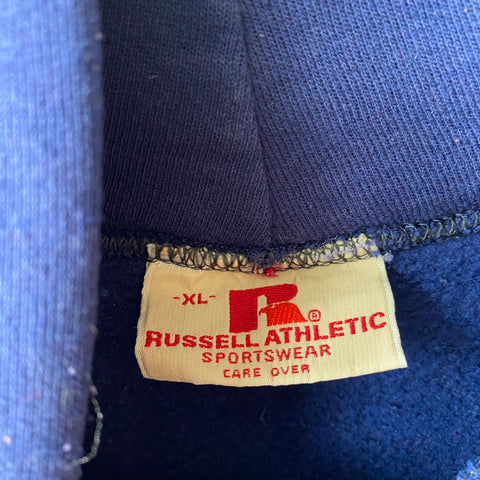 -XL-
R®
RUSSELL ATHLETIC
SPORTSWEAR
CARE OVER